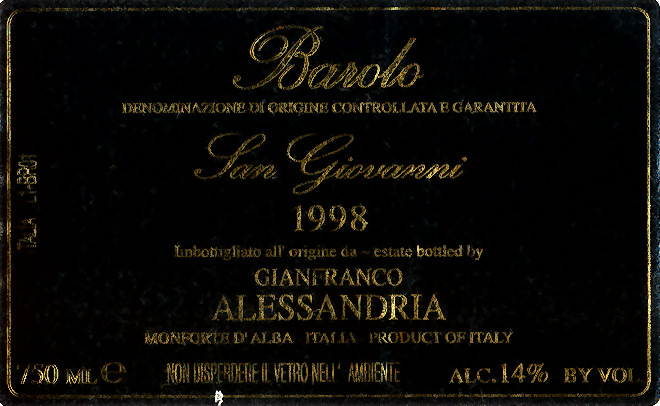 Barolo
DENOMINAZIONE DI ORIGINE CONTROLLATA E GARANTITA
San Giovanni
1998
Imbottigliato all' origine da ~ estate bottled by
GIANFRANCO
ALESSANDRIA
MONFORTE D'ALBA ITALIA PRODUCT OF ITALY
750 ML e NON DISPERDERE IL VETRO NELL' AMBIENTE ALC. 14% BY VOL.